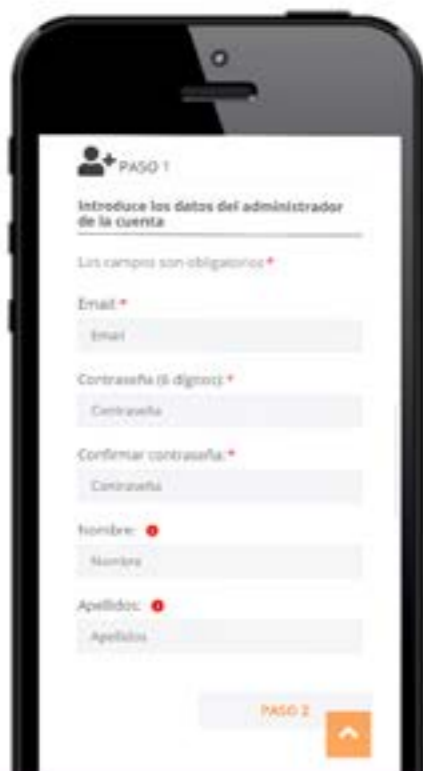 PASO 1
Introduce los datos del administrador
de la cuenta
Los campos son obligatorios *
Email: *
Email
Contraseña (6 dígitos): *
Contraseña
Confirmar contraseña: *
Contraseña
Nombre:
Nombre
Apellidos:
Apellidos
PASO 2